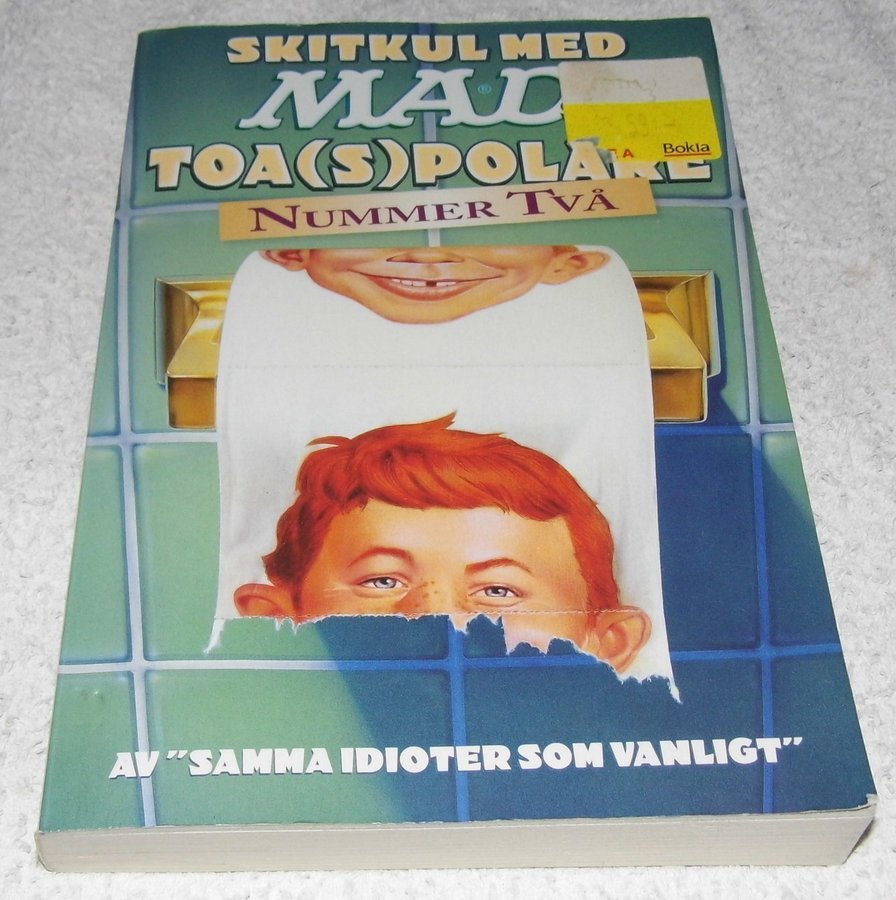 SKITKUL MED
MAD®
TOA(S)POLARE
NUMMER TVÅ
Bokia
AV "SAMMA IDIOTER SOM VANLIGT"